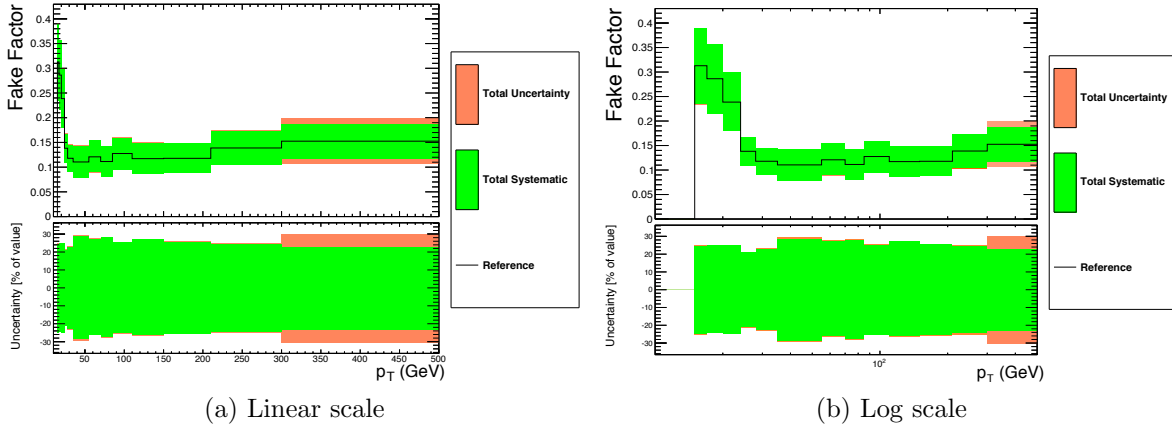 0.4
0.35
0.3
0.25
0.2
0.15
0.1
0.05
0
Fake Factor
30
20
10
0
-10
-20
-30
Uncertainty [% of value]
50 100 150 200 250 300 350 400 450 500
p_T (GeV)
Total Uncertainty
Total Systematic
Reference
(a) Linear scale
0.4
0.35
0.3
0.25
0.2
0.15
0.1
0.05
0
Fake Factor
30
20
10
0
-10
-20
-30
Uncertainty [% of value]
10²
p_T (GeV)
Total Uncertainty
Total Systematic
Reference
(b) Log scale